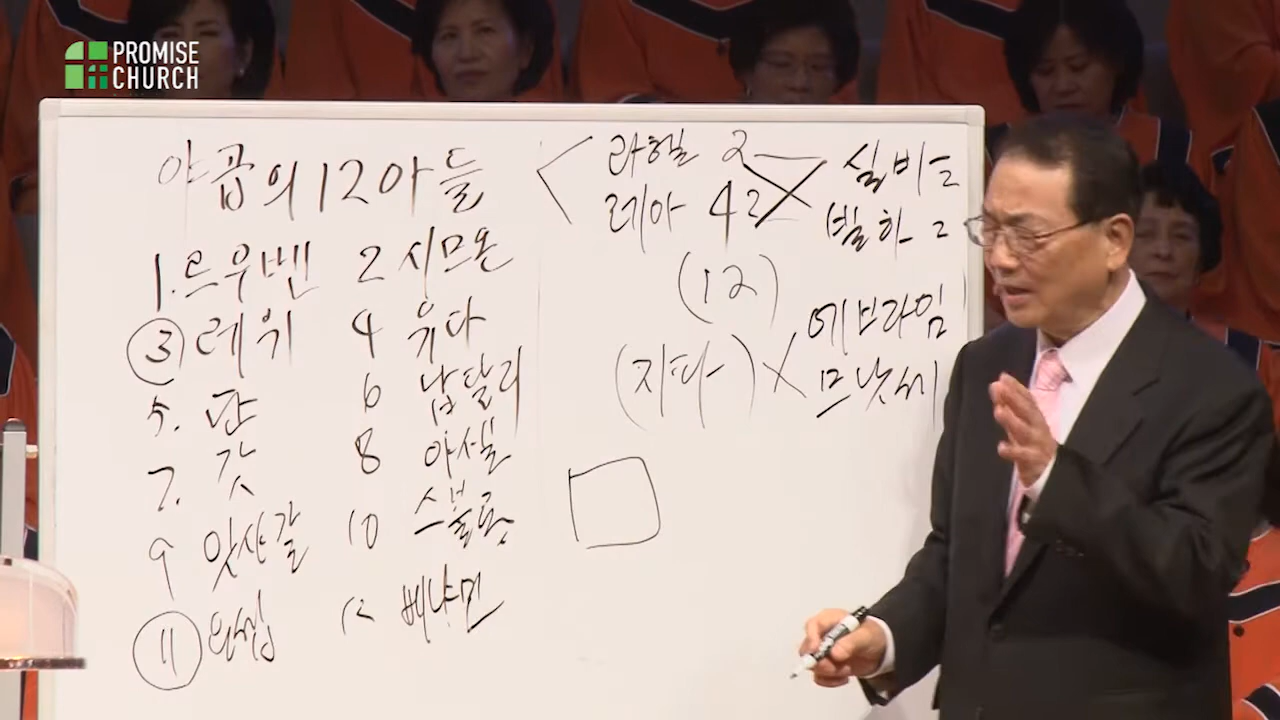 PROMISE
CHURCH
야곱의 12아들
1. 르우벤 2 시므온
3 레위 4 유다
5. 단 6 납달리
7. 갓 8 아셀
9 잇사갈 10 스불론
11 요셉 12 베냐민
라헬 2 실바 2
레아 4 2 빌하 2
(12)
에브라임
(지파) 므낫세